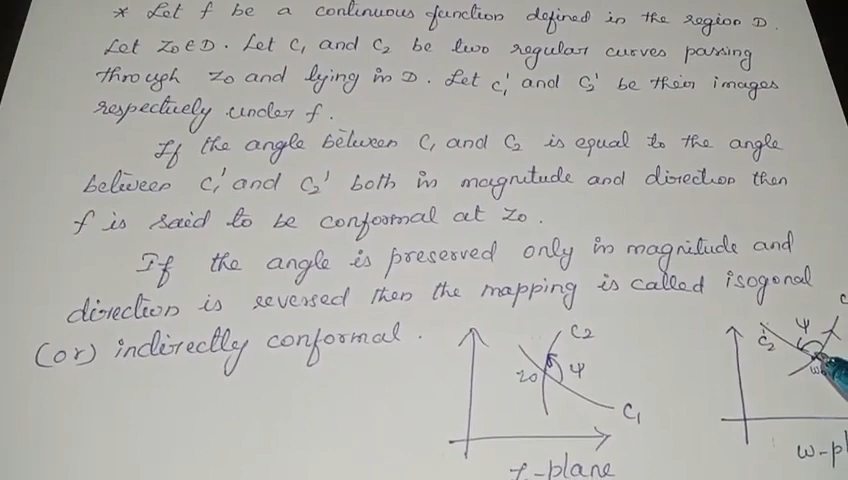 * Let f be a continuous function defined in the region D.
Let z₀∈D. Let C₁ and C₂ be two regular curves passing
through z₀ and lying in D. Let C₁' and C₂' be their images
respectively under f.
If the angle between C₁ and C₂ is equal to the angle
between C₁' and C₂' both in magnitude and direction then
f is said to be conformal at z₀.
If the angle is preserved only in magnitude and
direction is reversed then the mapping is called isogonal
(or) indirectly conformal.
C₂
z₀ ψ
C₁
z-plane
C
ψ
C₂'
w₀
w-pl